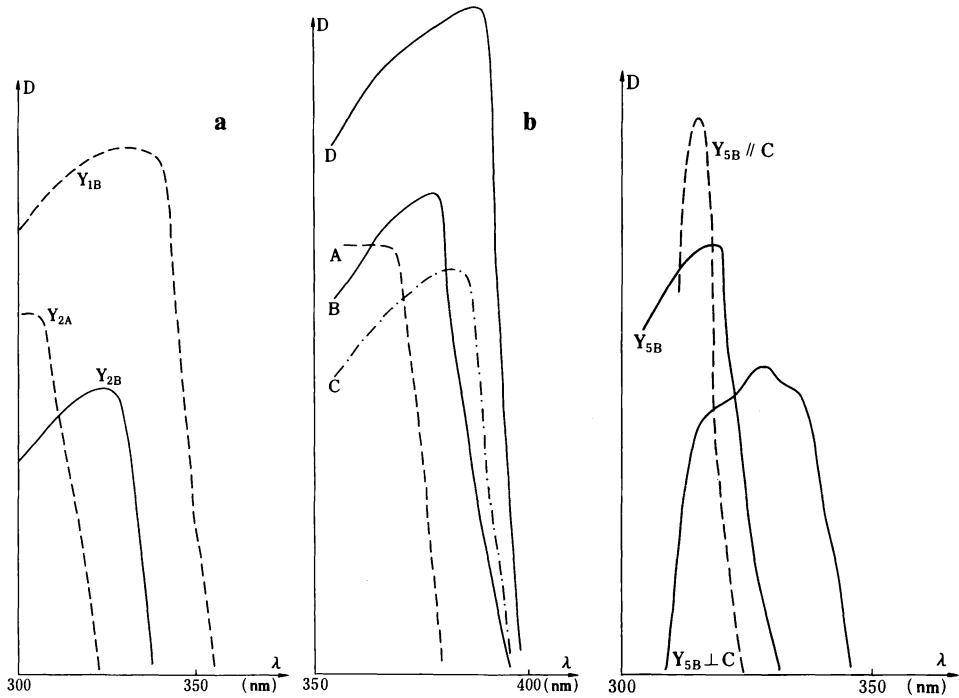 D
a
Y1B
Y2A
Y2B
λ
300
350
(nm)
D
b
D
A
B
C
λ
350
400(nm)
D
Y5B // C
Y5B
Y5B ⊥ C
λ
300
350
(nm)